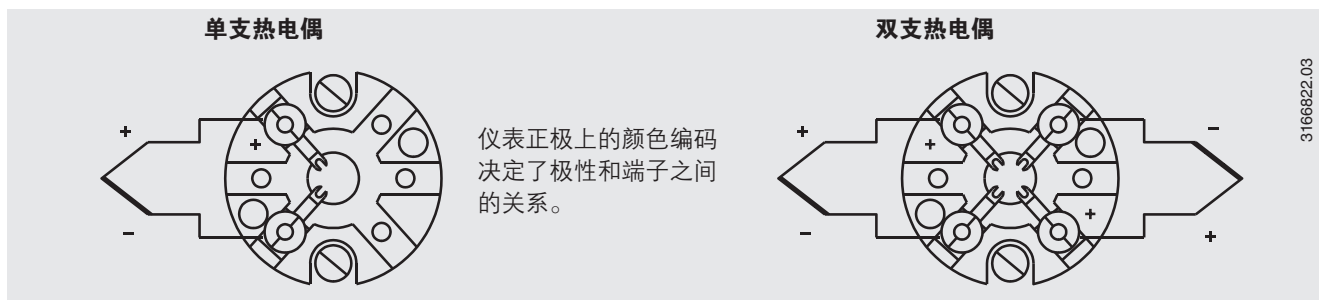 单支热电偶
双支热电偶
+
+
−
仪表正极上的颜色编码
决定了极性和端子之间
的关系。
+
+
−
−
+
+
3166822.03